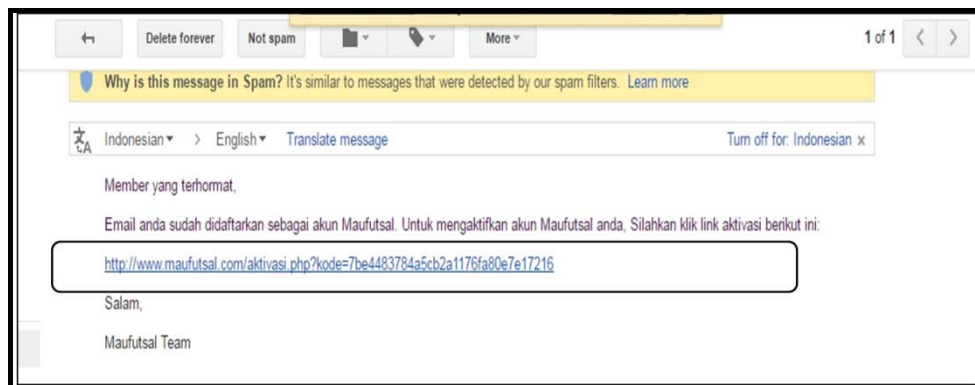 Delete forever Not spam More 1 of 1
Why is this message in Spam? It's similar to messages that were detected by our spam filters. Learn more
Indonesian > English Translate message Turn off for: Indonesian x
Member yang terhormat,
Email anda sudah didaftarkan sebagai akun Maufutsal. Untuk mengaktifkan akun Maufutsal anda, Silahkan klik link aktivasi berikut ini:
http://www.maufutsal.com/aktivasi.php?kode=7be4483784a5cb2a1176fa80e7e17216
Salam,
Maufutsal Team